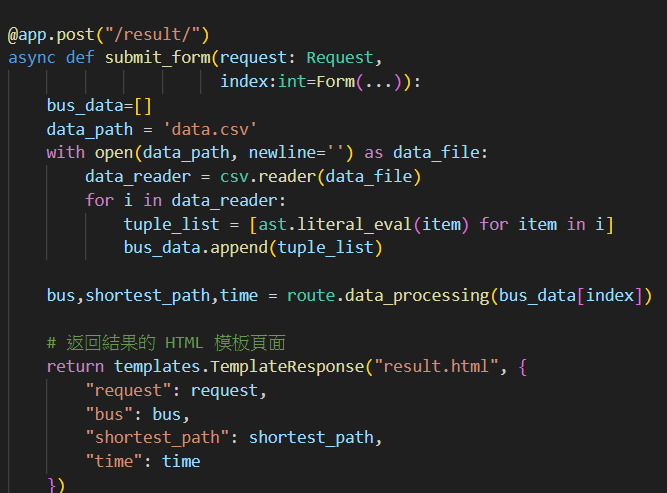 @app.post("/result/")
async def submit_form(request: Request,
                      index:int=Form(...)):
    bus_data=[]
    data_path = 'data.csv'
    with open(data_path, newline='') as data_file:
        data_reader = csv.reader(data_file)
        for i in data_reader:
            tuple_list = [ast.literal_eval(item) for item in i]
            bus_data.append(tuple_list)

    bus,shortest_path,time = route.data_processing(bus_data[index])

    # 返回結果的 HTML 模板頁面
    return templates.TemplateResponse("result.html", {
        "request": request,
        "bus": bus,
        "shortest_path": shortest_path,
        "time": time
    })